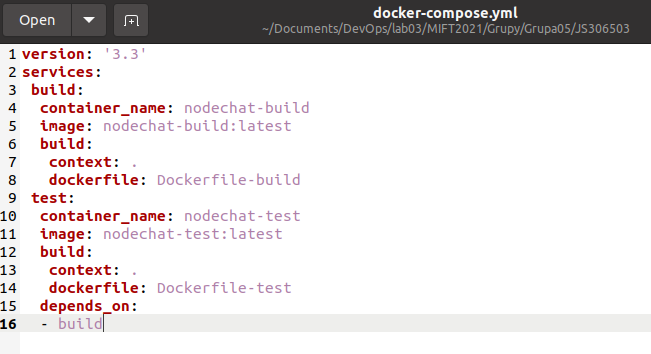 Open
docker-compose.yml
~/Documents/DevOps/lab03/MIFT2021/Grupy/Grupa05/JS306503
1 version: '3.3'
2 services:
3  build:
4   container_name: nodechat-build
5   image: nodechat-build:latest
6   build:
7    context: .
8    dockerfile: Dockerfile-build
9  test:
10   container_name: nodechat-test
11   image: nodechat-test:latest
12   build:
13    context: .
14    dockerfile: Dockerfile-test
15   depends_on:
16   - build